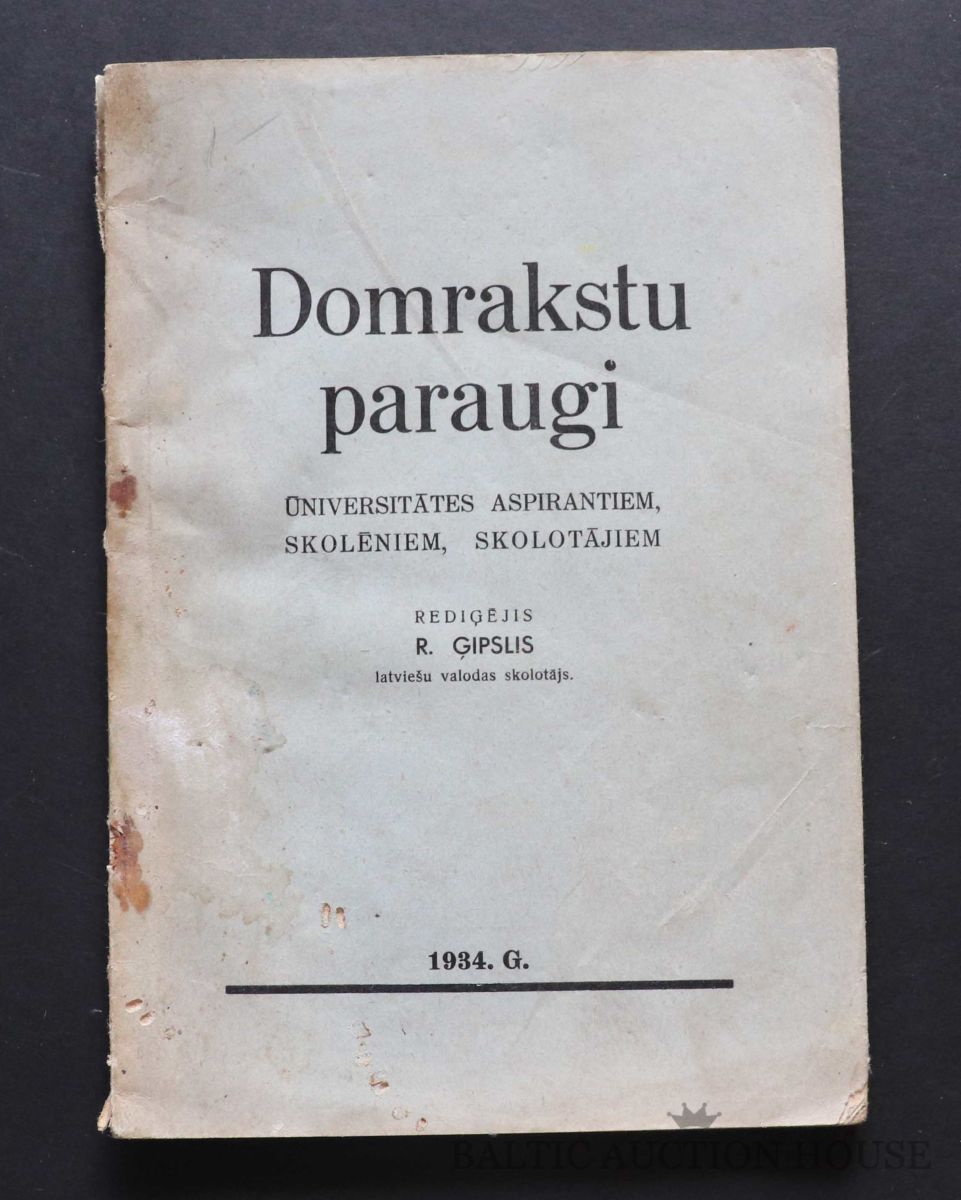 Domrakstu
paraugi
ŪNIVERSITĀTES ASPIRANTIEM,
SKOLĒNIEM, SKOLOTĀJIEM
REDIĢĒJIS
R. ĢIPSLIS
latviešu valodas skolotājs.
1934. G.
BALTIC AUCTION HOUSE